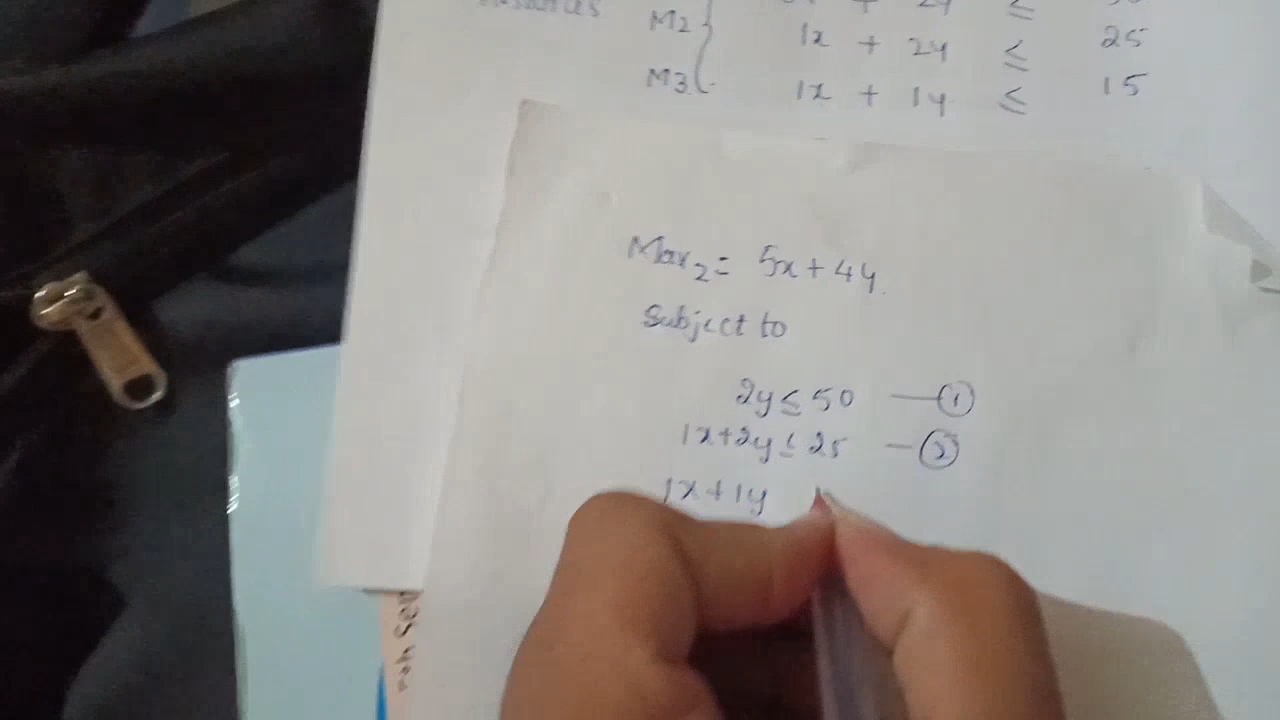 M2 1x + 2y ≤ 25
M3 1x + 1y ≤ 15
Max2 = 5x + 4y.
Subject to
2y ≤ 50 — ①
1x + 2y ≤ 25 — ②
1x + 1y